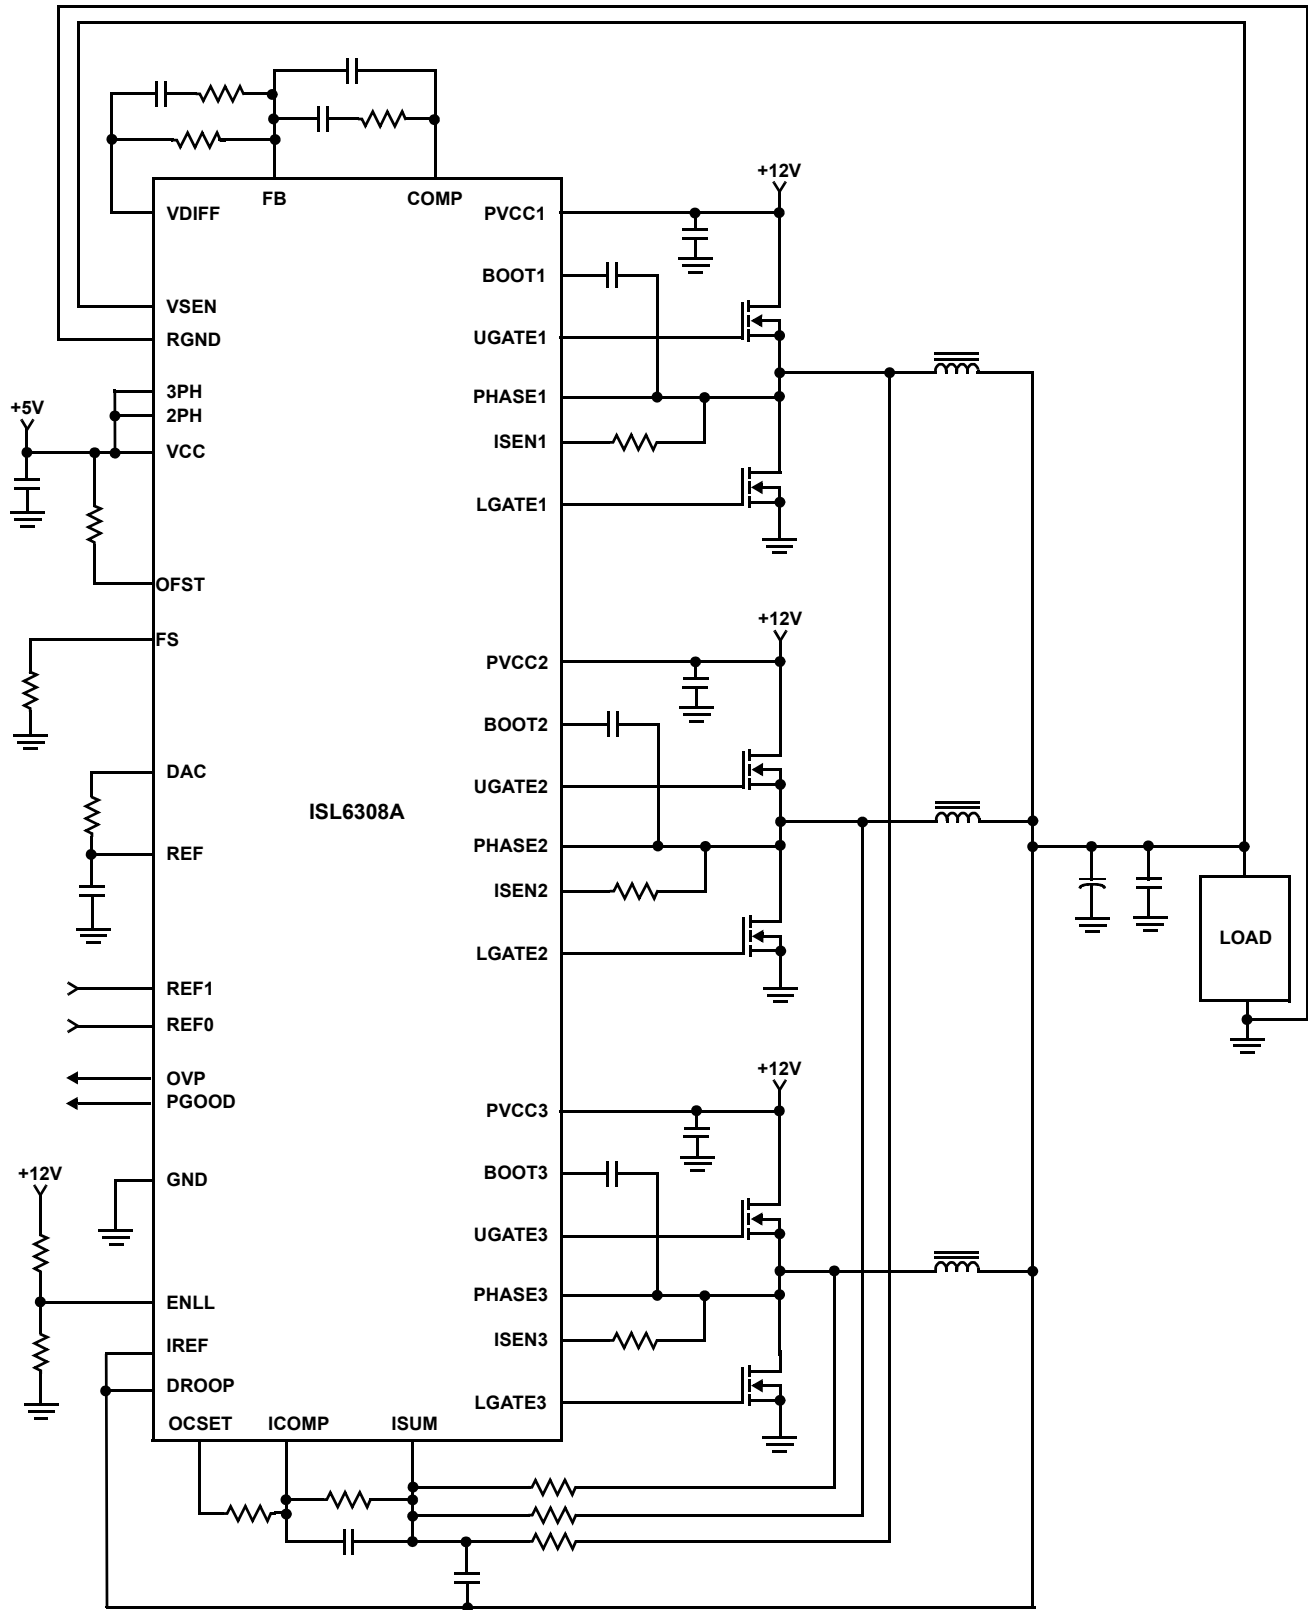 FB
COMP
VDIFF
VSEN
RGND
3PH
2PH
+5V
VCC
OFST
FS
DAC
REF
REF1
REF0
OVP
PGOOD
+12V
GND
ENLL
IREF
DROOP
OCSET
ICOMP
ISUM
ISL6308A
+12V
PVCC1
BOOT1
UGATE1
PHASE1
ISEN1
LGATE1
+12V
PVCC2
BOOT2
UGATE2
PHASE2
ISEN2
LGATE2
+12V
PVCC3
BOOT3
UGATE3
PHASE3
ISEN3
LGATE3
LOAD